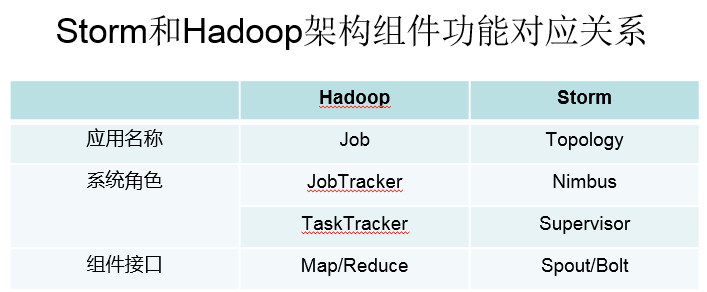 Storm和Hadoop架构组件功能对应关系
Hadoop Storm
应用名称 Job Topology
系统角色 JobTracker Nimbus
TaskTracker Supervisor
组件接口 Map/Reduce Spout/Bolt